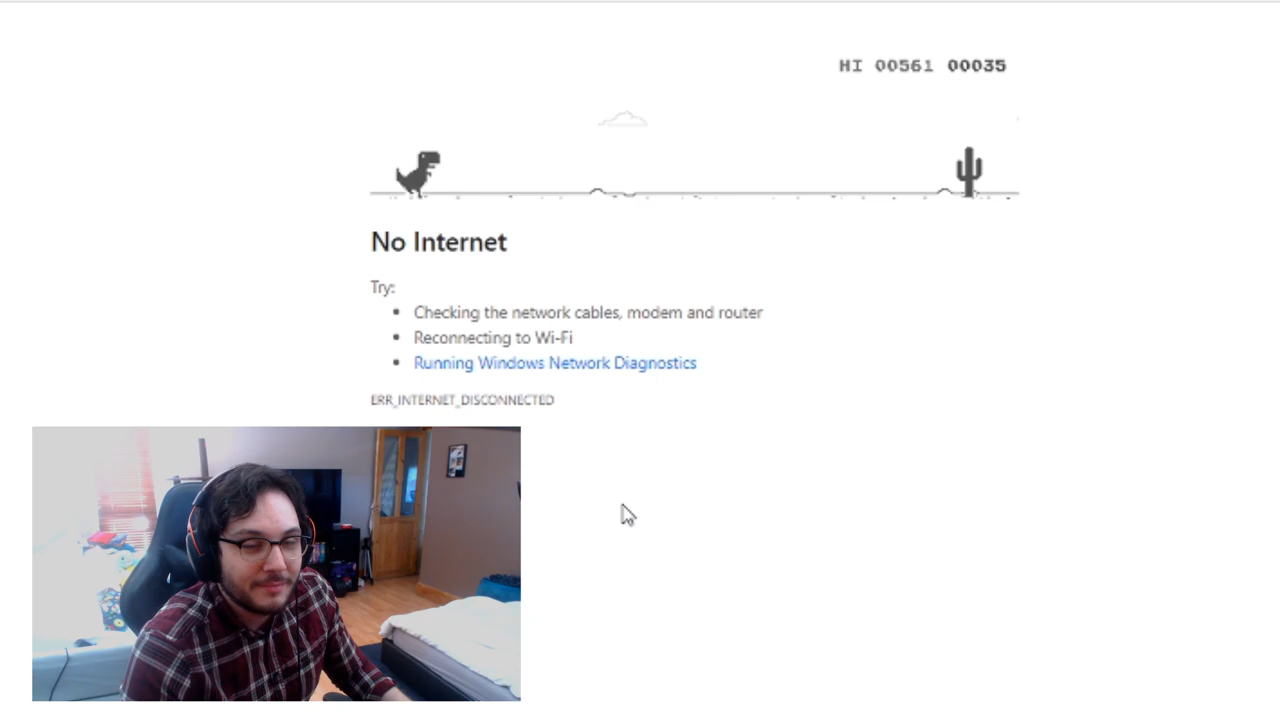 HI 00561 00035
No Internet
Try:
Checking the network cables, modem and router
Reconnecting to Wi-Fi
Running Windows Network Diagnostics
ERR_INTERNET_DISCONNECTED